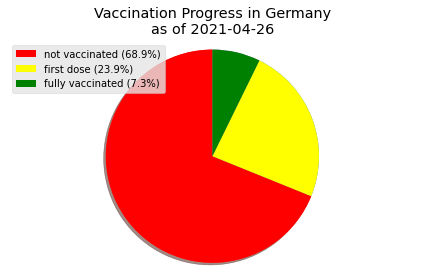 Vaccination Progress in Germany
as of 2021-04-26
not vaccinated (68.9%)
first dose (23.9%)
fully vaccinated (7.3%)